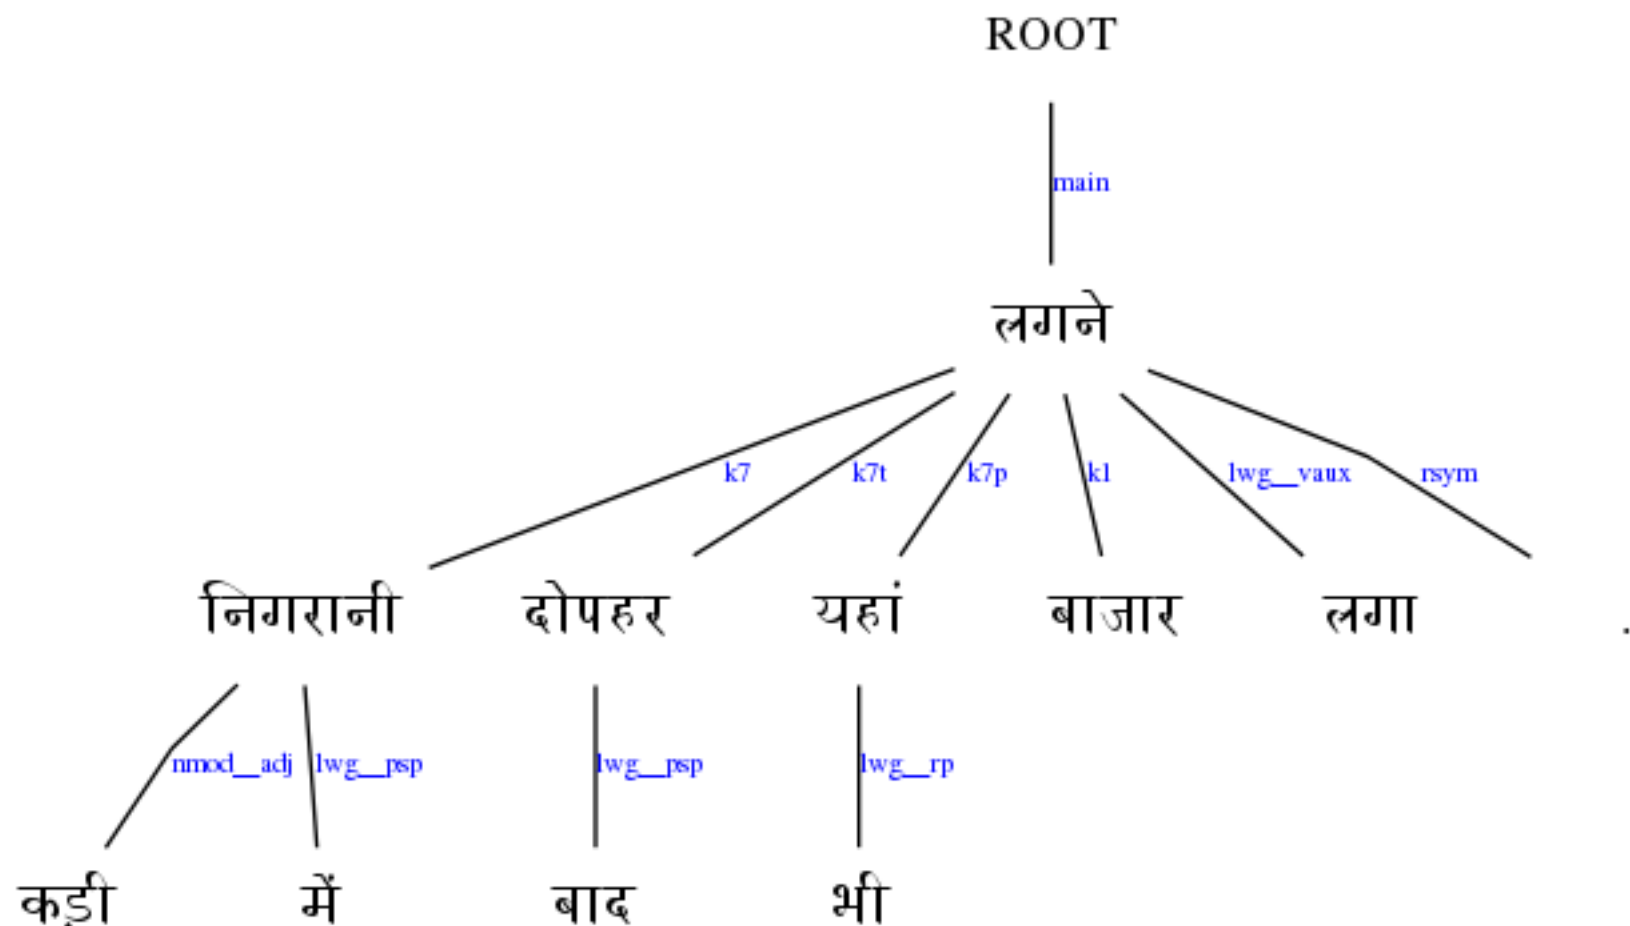 ROOT
main
लगने
k7 k7t k7p k1 lwg__vaux rsym
निगरानी दोपहर यहां बाजार लगा .
nmod__adj lwg__psp lwg__psp lwg__rp
कड़ी में बाद भी